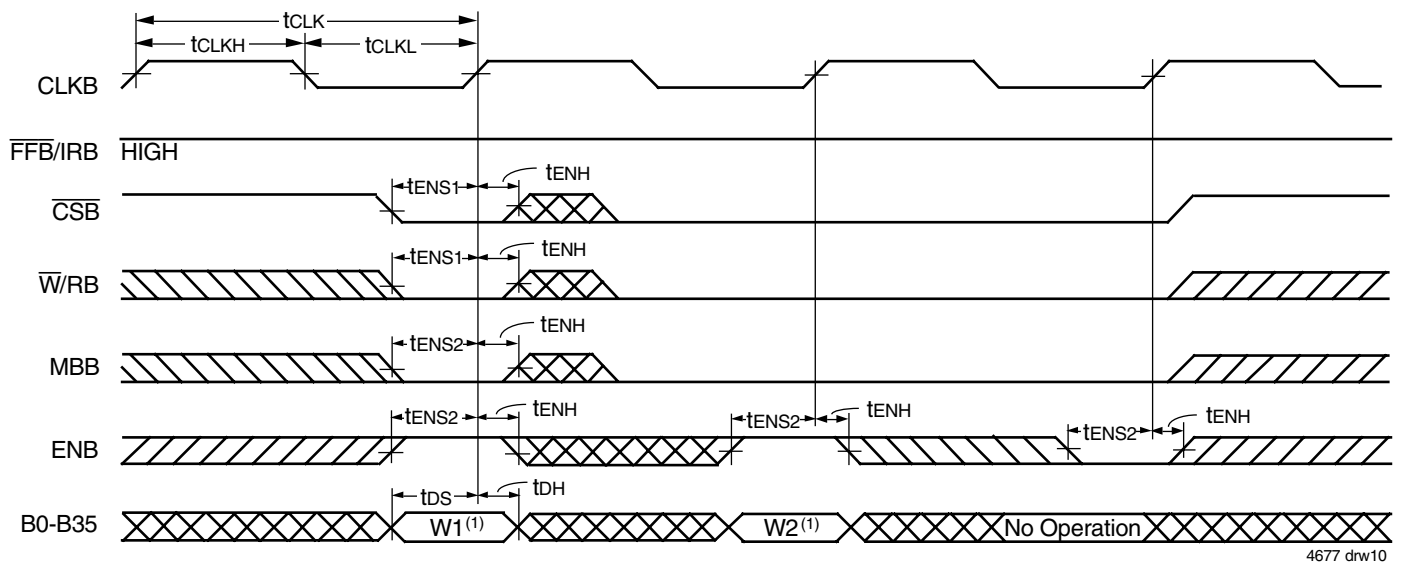 tCLK
tCLKH tCLKL
CLKB
FFB/IRB HIGH
tENS1 tENH
CSB
tENS1 tENH
W/RB
tENS2 tENH
MBB
tENS2 tENH tENS2 tENH tENS2 tENH
ENB
tDS tDH
B0-B35 W1(1) W2(1) No Operation
4677 drw10